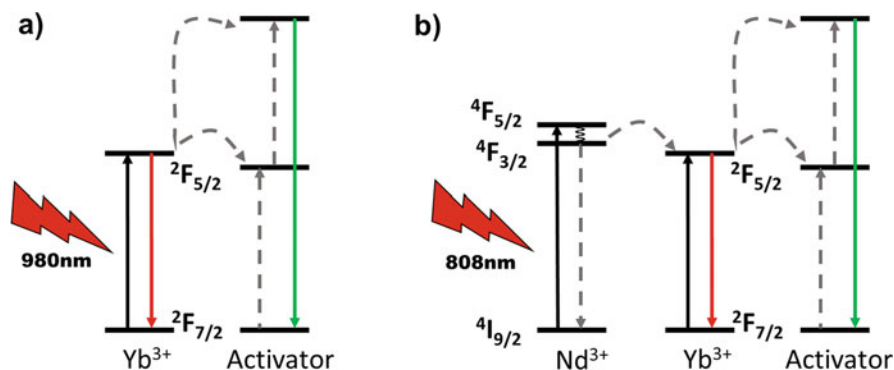 a)
²F₅/₂
980nm
²F₇/₂
Yb³⁺ Activator
b)
⁴F₅/₂
⁴F₃/₂
²F₅/₂
808nm
⁴I₉/₂ ²F₇/₂
Nd³⁺ Yb³⁺ Activator